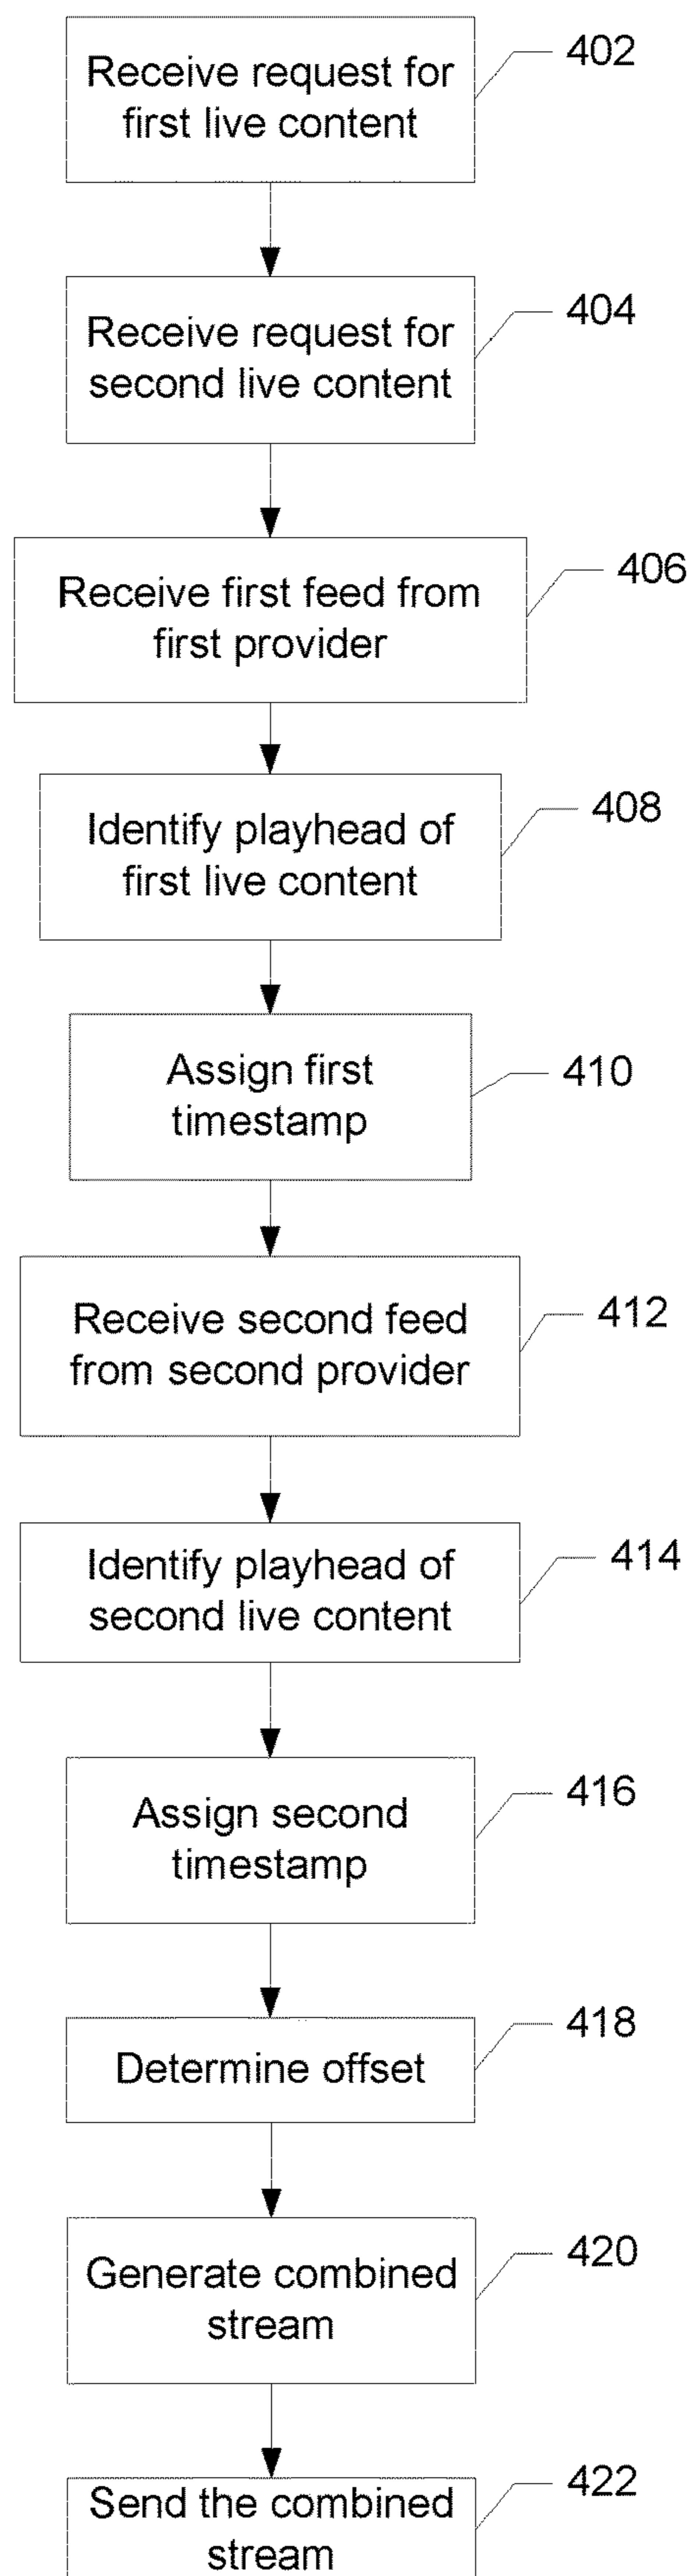 Receive request for
first live content
402
Receive request for
second live content
404
Receive first feed from
first provider
406
Identify playhead of
first live content
408
Assign first
timestamp
410
Receive second feed
from second provider
412
Identify playhead of
second live content
414
Assign second
timestamp
416
Determine offset
418
Generate combined
stream
420
Send the combined
stream
422